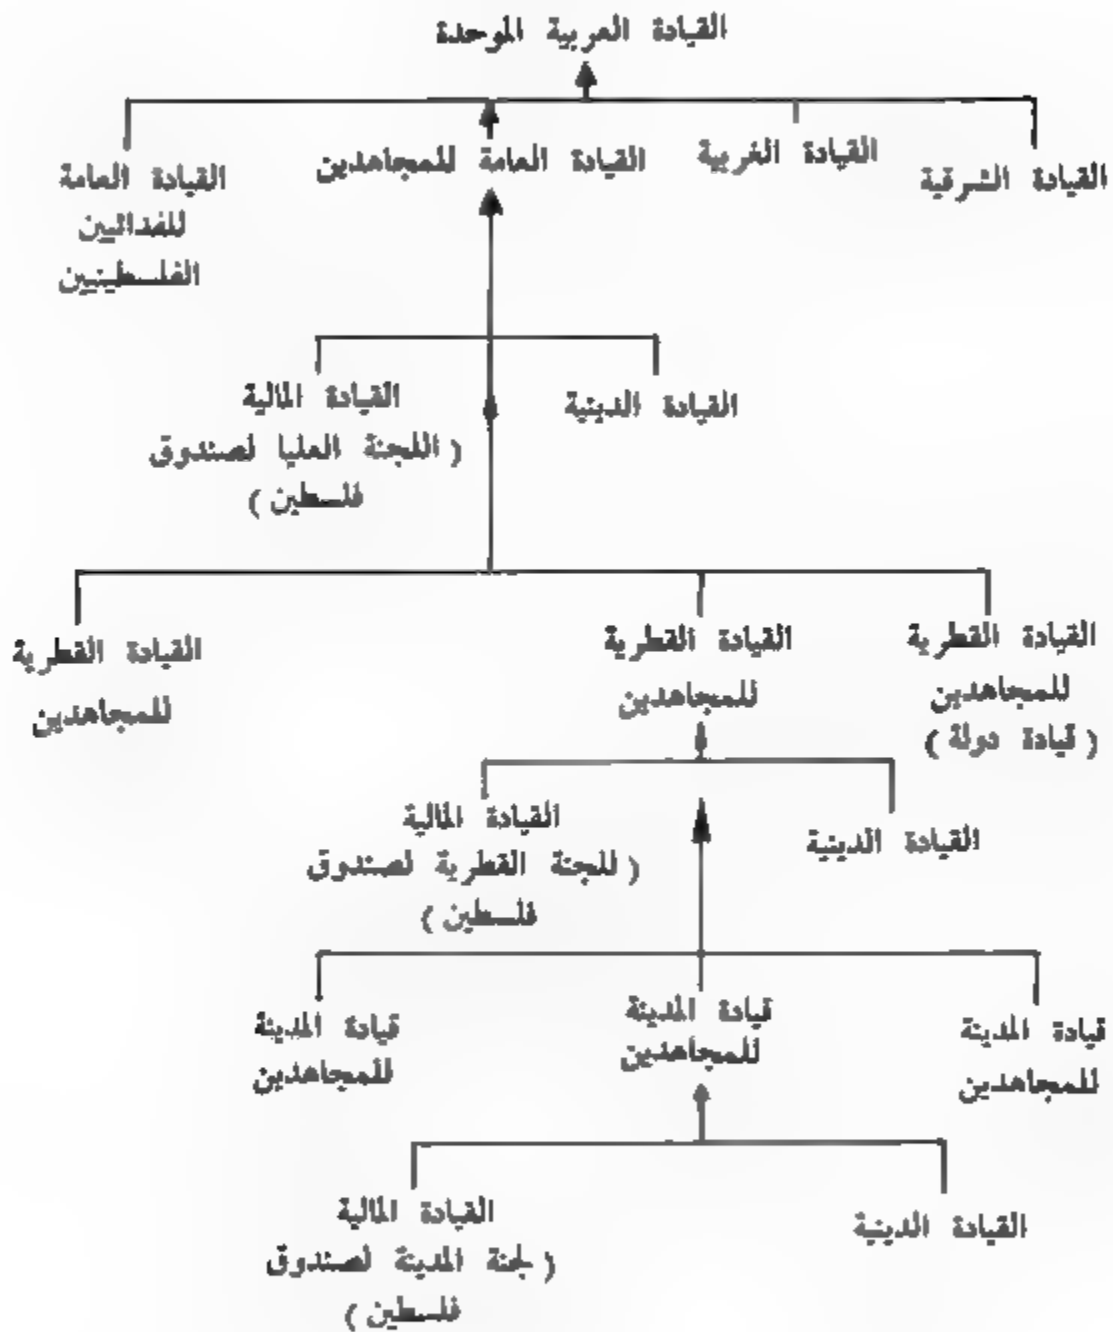 القيادة العربية الموحدة
القيادة الشرقية
القيادة الغربية
القيادة العامة للمجاهدين
القيادة العامة
للفدائيين
الفلسطينيين
القيادة الدينية
القيادة المالية
( اللجنة العليا لصندوق
فلسطين )
القيادة القطرية
للمجاهدين
( قيادة دولة )
القيادة القطرية
للمجاهدين
القيادة القطرية
للمجاهدين
القيادة الدينية
القيادة المالية
( للجنة القطرية لصندوق
فلسطين )
قيادة المدينة
للمجاهدين
قيادة المدينة
للمجاهدين
قيادة المدينة
للمجاهدين
القيادة الدينية
القيادة المالية
( لجنة المدينة لصندوق
فلسطين )